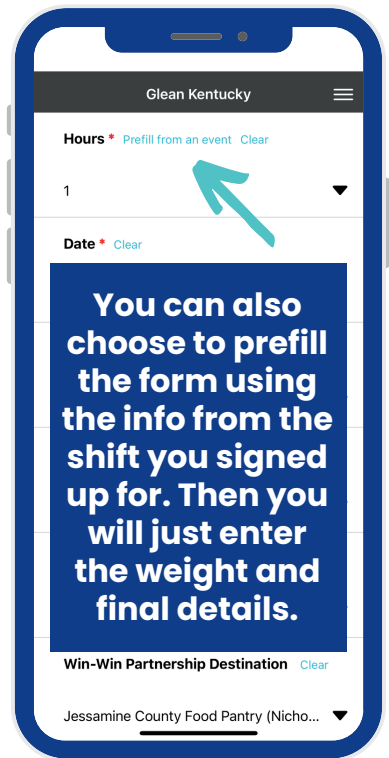 Glean Kentucky
Hours * Prefill from an event Clear
1
Date * Clear
You can also
choose to prefill
the form using
the info from the
shift you signed
up for. Then you
will just enter
the weight and
final details.
Win-Win Partnership Destination Clear
Jessamine County Food Pantry (Nicho...